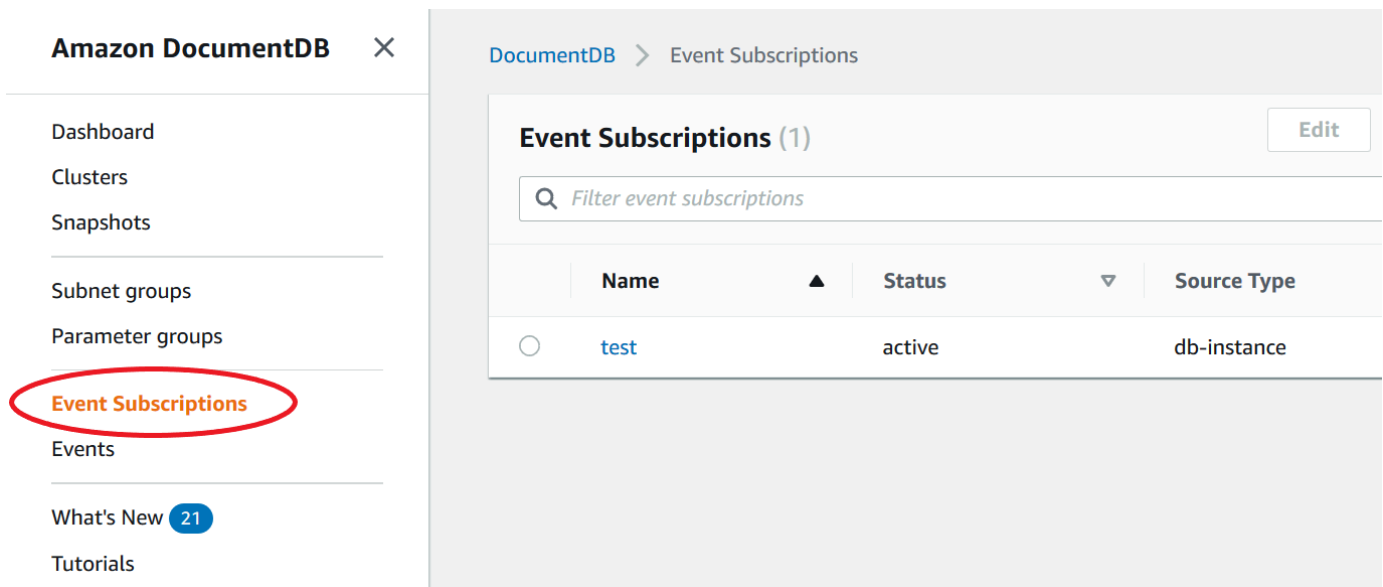 Amazon DocumentDB
Dashboard
Clusters
Snapshots
Subnet groups
Parameter groups
Event Subscriptions
Events
What's New 21
Tutorials
DocumentDB Event Subscriptions
Event Subscriptions (1) Edit
Filter event subscriptions
Name Status Source Type
test active db-instance